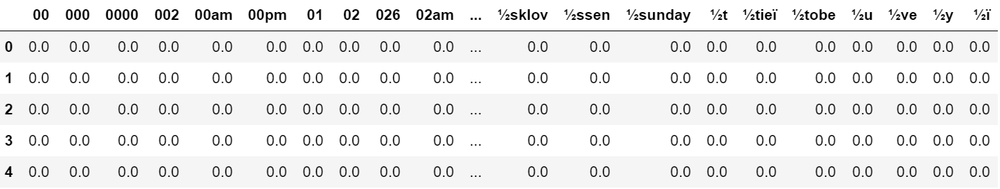 00 000 0000 002 00am 00pm 01 02 026 02am ... ½sklov ½ssen ½sunday ½t ½tieï ½tobe ½u ½ve ½y ½ï
0 0.0 0.0 0.0 0.0 0.0 0.0 0.0 0.0 0.0 0.0 ... 0.0 0.0 0.0 0.0 0.0 0.0 0.0 0.0 0.0 0.0
1 0.0 0.0 0.0 0.0 0.0 0.0 0.0 0.0 0.0 0.0 ... 0.0 0.0 0.0 0.0 0.0 0.0 0.0 0.0 0.0 0.0
2 0.0 0.0 0.0 0.0 0.0 0.0 0.0 0.0 0.0 0.0 ... 0.0 0.0 0.0 0.0 0.0 0.0 0.0 0.0 0.0 0.0
3 0.0 0.0 0.0 0.0 0.0 0.0 0.0 0.0 0.0 0.0 ... 0.0 0.0 0.0 0.0 0.0 0.0 0.0 0.0 0.0 0.0
4 0.0 0.0 0.0 0.0 0.0 0.0 0.0 0.0 0.0 0.0 ... 0.0 0.0 0.0 0.0 0.0 0.0 0.0 0.0 0.0 0.0